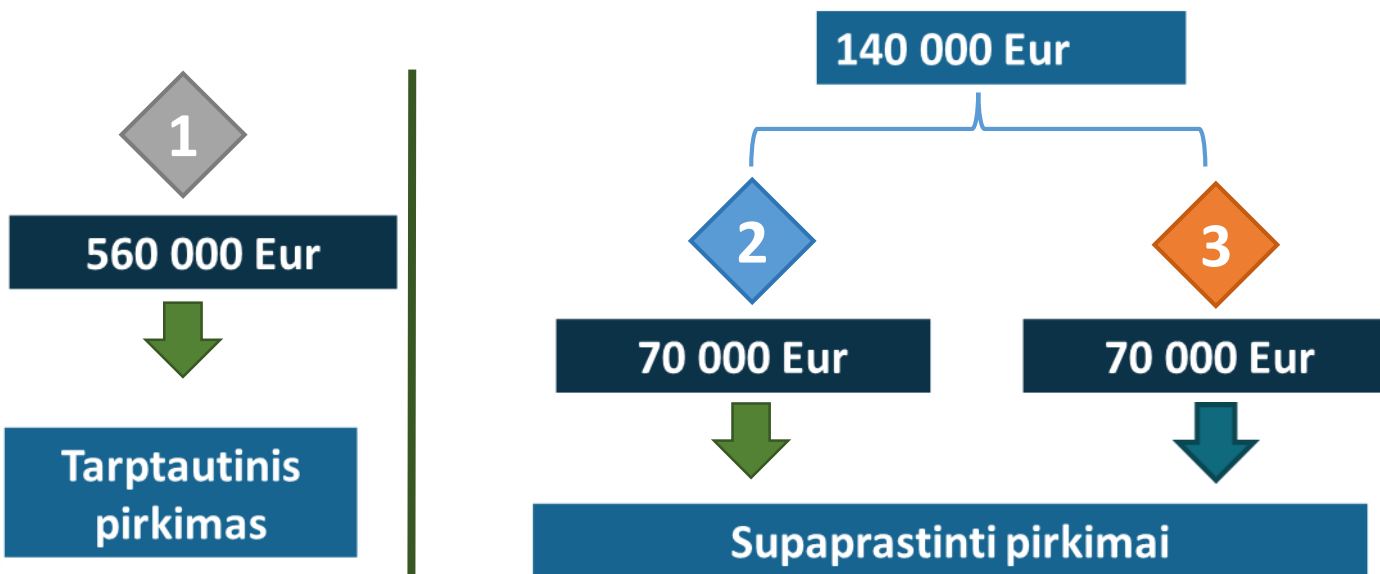 1
560 000 Eur
Tarptautinis
pirkimas
140 000 Eur
2
3
70 000 Eur
70 000 Eur
Supaprastinti pirkimai